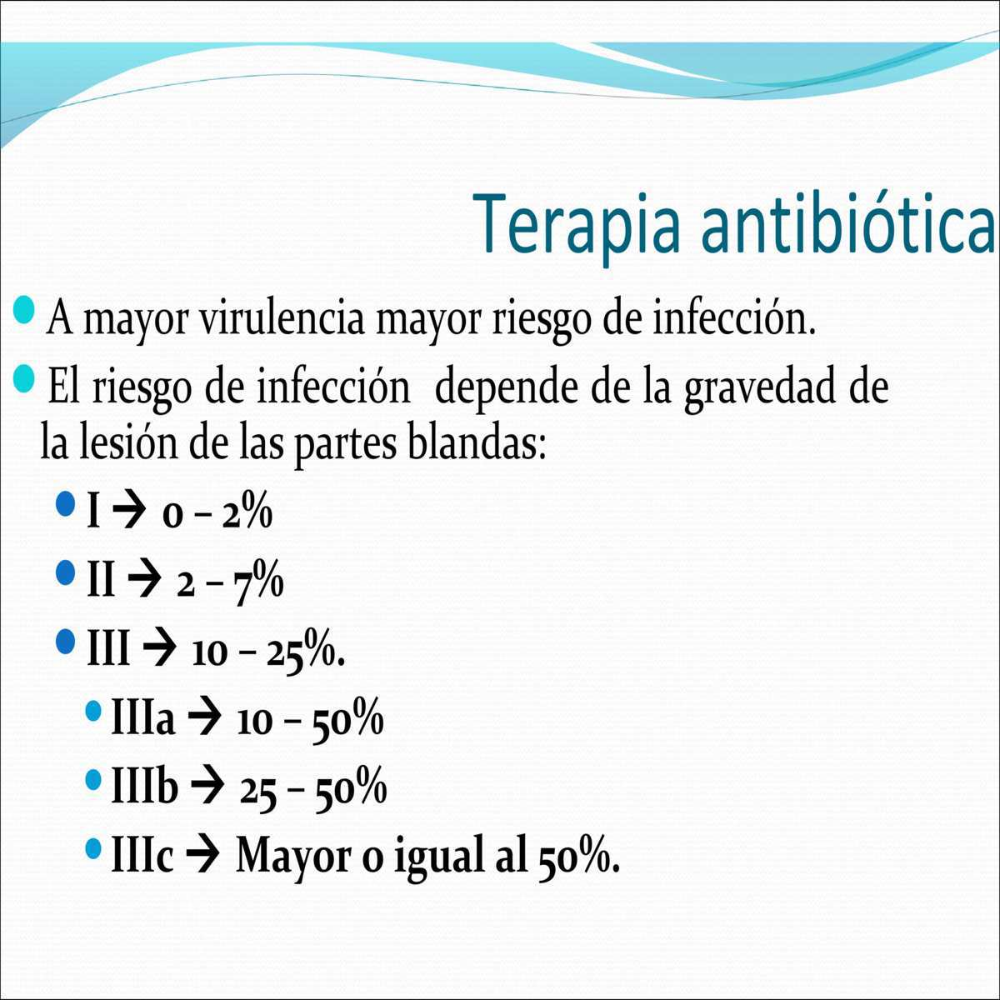 Terapia antibiótica
A mayor virulencia mayor riesgo de infección.
El riesgo de infección depende de la gravedad de
la lesión de las partes blandas:
I → 0 – 2%
II → 2 – 7%
III → 10 – 25%.
IIIa → 10 – 50%
IIIb → 25 – 50%
IIIc → Mayor o igual al 50%.